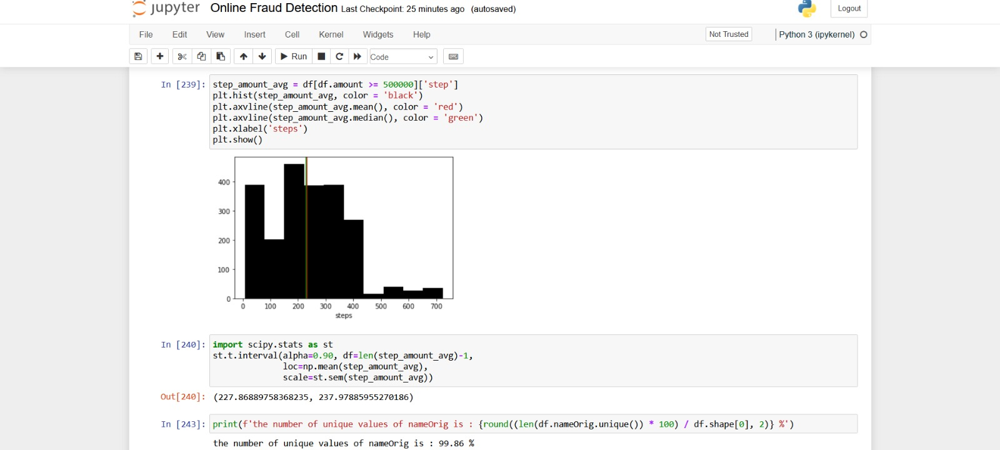 jupyter Online Fraud Detection Last Checkpoint: 25 minutes ago (autosaved) Logout
File Edit View Insert Cell Kernel Widgets Help Not Trusted Python 3 (ipykernel)
Run Code
In [239]: step_amount_avg = df[df.amount >= 500000]['step']
plt.hist(step_amount_avg, color = 'black')
plt.axvline(step_amount_avg.mean(), color = 'red')
plt.axvline(step_amount_avg.median(), color = 'green')
plt.xlabel('steps')
plt.show()
400
300
200
100
0
0 100 200 300 400 500 600 700
steps
In [240]: import scipy.stats as st
st.t.interval(alpha=0.90, df=len(step_amount_avg)-1,
loc=np.mean(step_amount_avg),
scale=st.sem(step_amount_avg))
Out[240]: (227.86889758368235, 237.97885955270186)
In [243]: print(f'the number of unique values of nameOrig is : {round((len(df.nameOrig.unique()) * 100) / df.shape[0], 2)} %')
the number of unique values of nameOrig is : 99.86 %